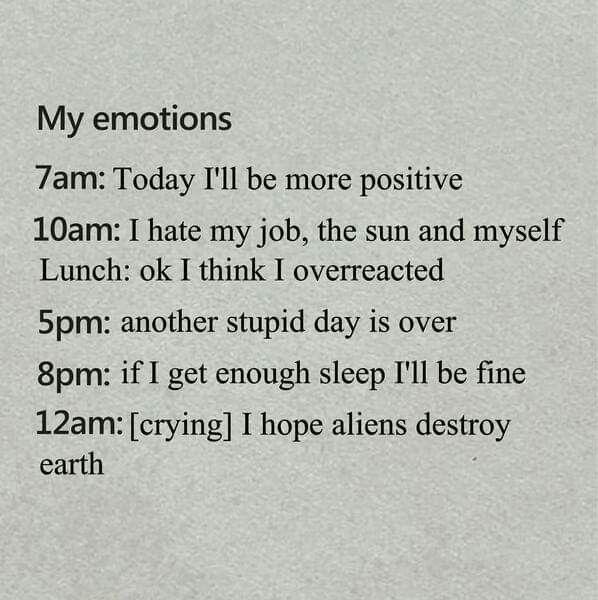 My emotions
7am: Today I'll be more positive
10am: I hate my job, the sun and myself
Lunch: ok I think I overreacted
5pm: another stupid day is over
8pm: if I get enough sleep I'll be fine
12am: [crying] I hope aliens destroy
earth